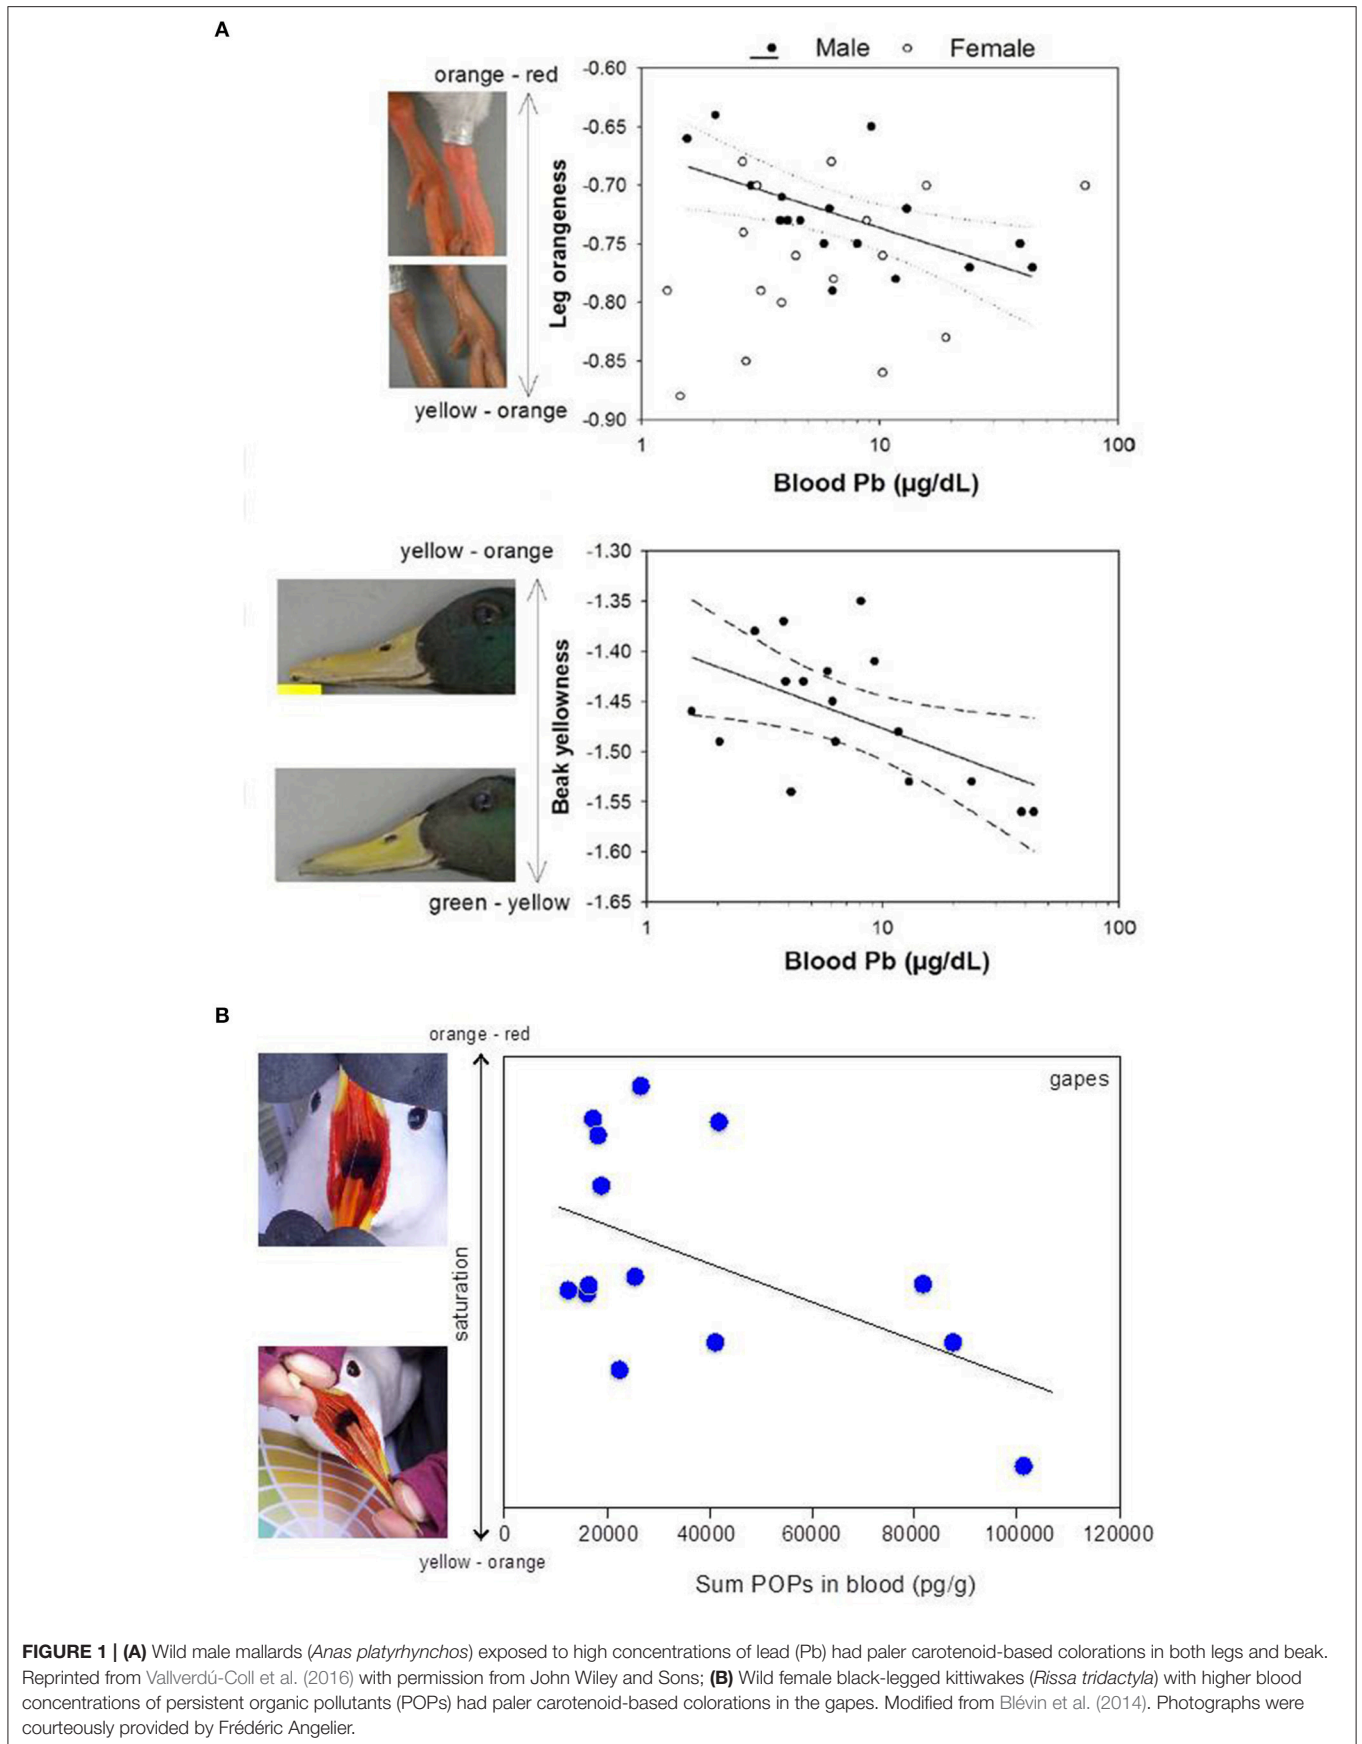 A
Male Female
orange - red
yellow - orange
Leg orangeness
-0.60
-0.65
-0.70
-0.75
-0.80
-0.85
-0.90
1 10 100
Blood Pb (µg/dL)
yellow - orange
green - yellow
Beak yellowness
-1.30
-1.35
-1.40
-1.45
-1.50
-1.55
-1.60
-1.65
1 10 100
Blood Pb (µg/dL)
B
orange - red
gapes
saturation
yellow - orange
0 20000 40000 60000 80000 100000 120000
Sum POPs in blood (pg/g)
FIGURE 1 | (A) Wild male mallards (Anas platyrhynchos) exposed to high concentrations of lead (Pb) had paler carotenoid-based colorations in both legs and beak.
Reprinted from Vallverdú-Coll et al. (2016) with permission from John Wiley and Sons; (B) Wild female black-legged kittiwakes (Rissa tridactyla) with higher blood
concentrations of persistent organic pollutants (POPs) had paler carotenoid-based colorations in the gapes. Modified from Blévin et al. (2014). Photographs were
courteously provided by Frédéric Angelier.